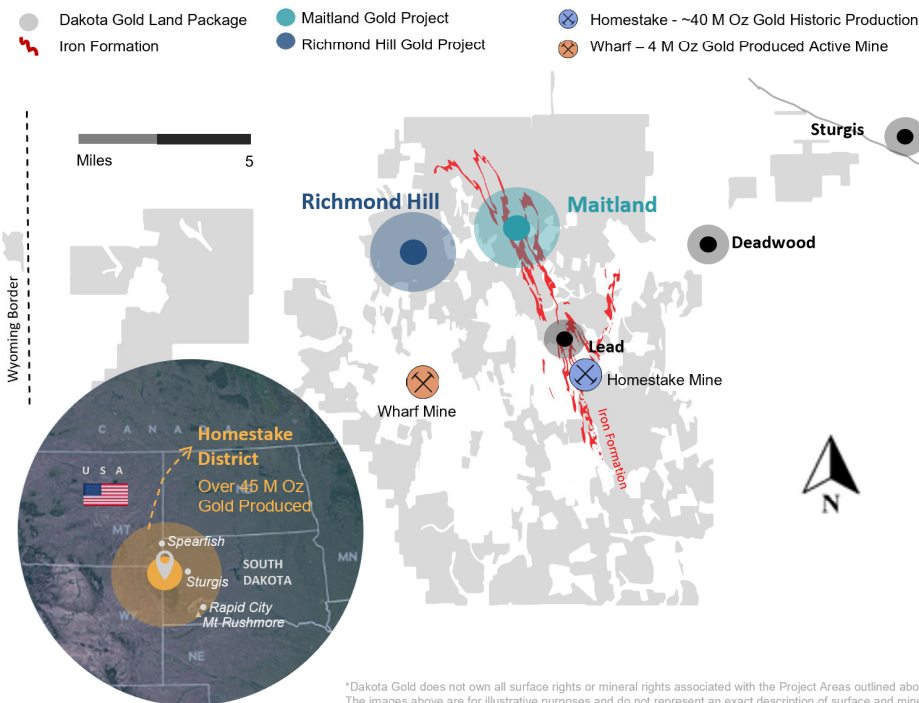 Dakota Gold Land Package
Iron Formation
Maitland Gold Project
Richmond Hill Gold Project
Homestake - ~40 M Oz Gold Historic Production
Wharf – 4 M Oz Gold Produced Active Mine
Miles 5
Wyoming Border
Sturgis
Richmond Hill
Maitland
Deadwood
Lead
Homestake Mine
Wharf Mine
Iron Formation
N
CANADA
Homestake
District
Over 45 M Oz
Gold Produced
USA
MT
Spearfish
SOUTH
DAKOTA
MN
Sturgis
Rapid City
Mt Rushmore
WY
NE
*Dakota Gold does not own all surface rights or mineral rights associated with the Project Areas outlined
The images above are for illustrative purposes and do not represent an exact description of surface and